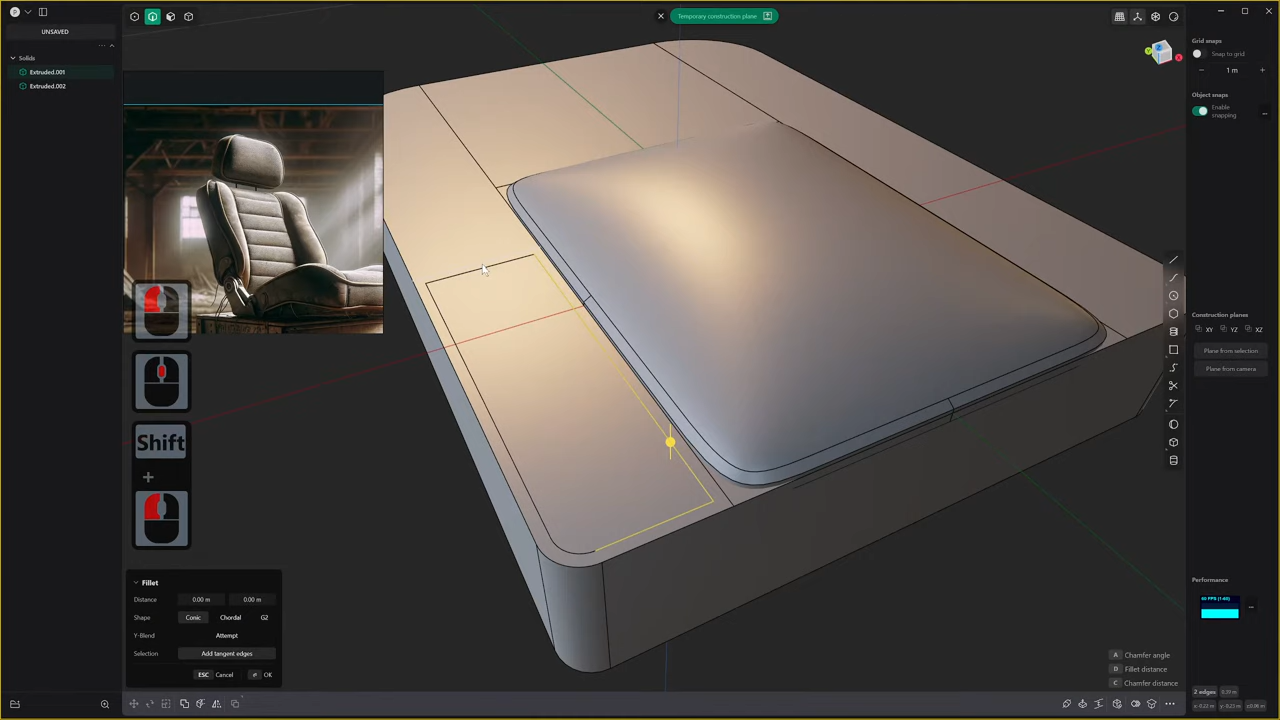 UNSAVED
Temporary construction plane
Grid snaps
Snap to grid
1 m
Object snaps
Enable snapping
Solids
Extruded.001
Extruded.002
Construction planes
XY
YZ
XZ
Plane from selection
Plane from camera
Shift
+
Fillet
Distance 0.00 m 0.00 m
Shape Conic Chordal G2
Y-Blend Attempt
Selection Add tangent edges
ESC Cancel OK
Performance
A Chamfer angle
D Fillet distance
C Chamfer distance
2 edges